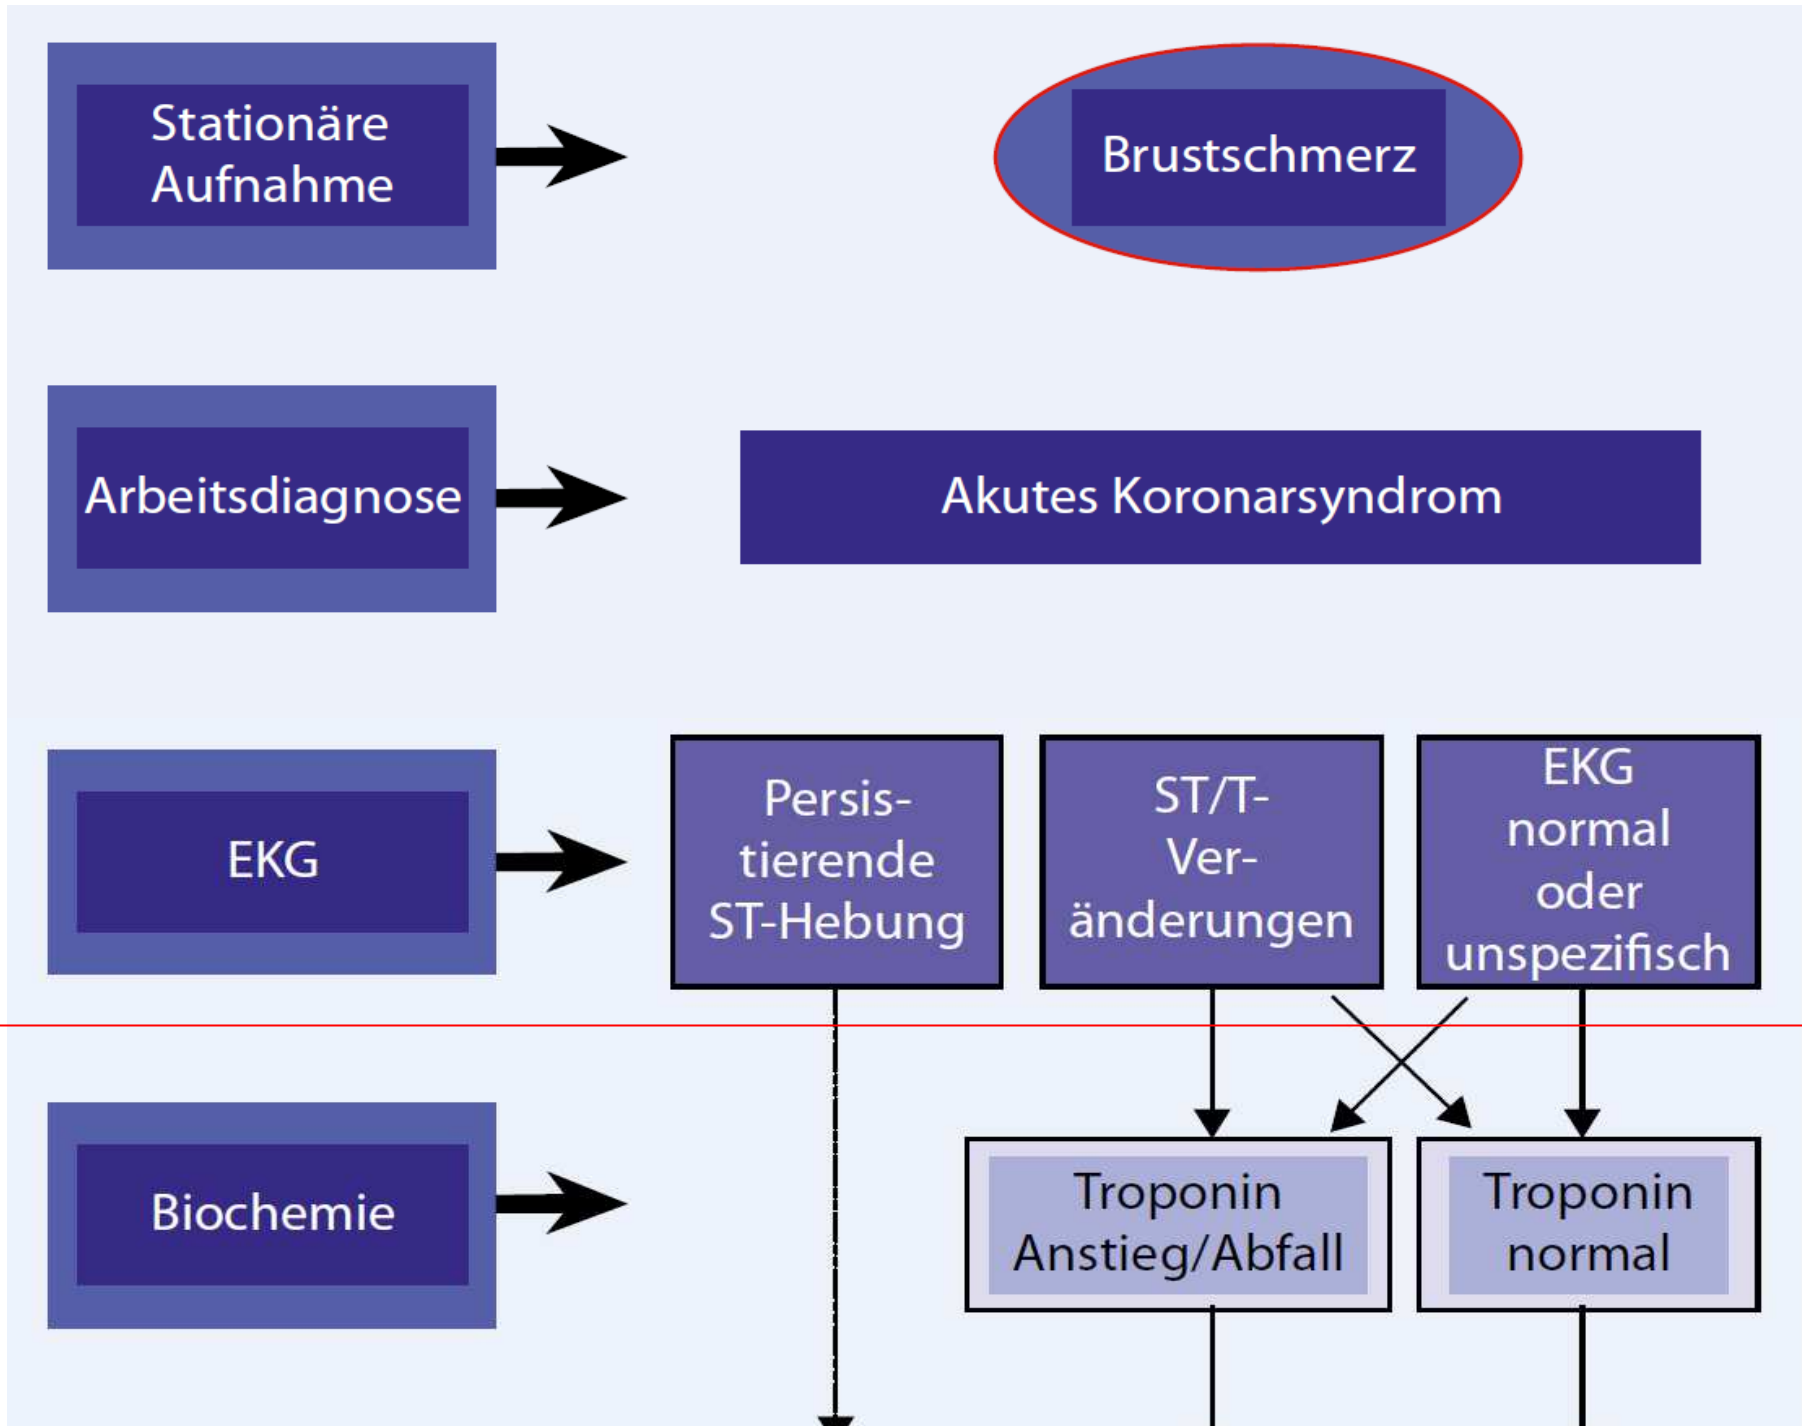 Stationäre
Aufnahme
Brustschmerz
Arbeitsdiagnose
Akutes Koronarsyndrom
EKG
Persis-
tierende
ST-Hebung
ST/T-
Ver-
änderungen
EKG
normal
oder
unspezifisch
Biochemie
Troponin
Anstieg/Abfall
Troponin
normal